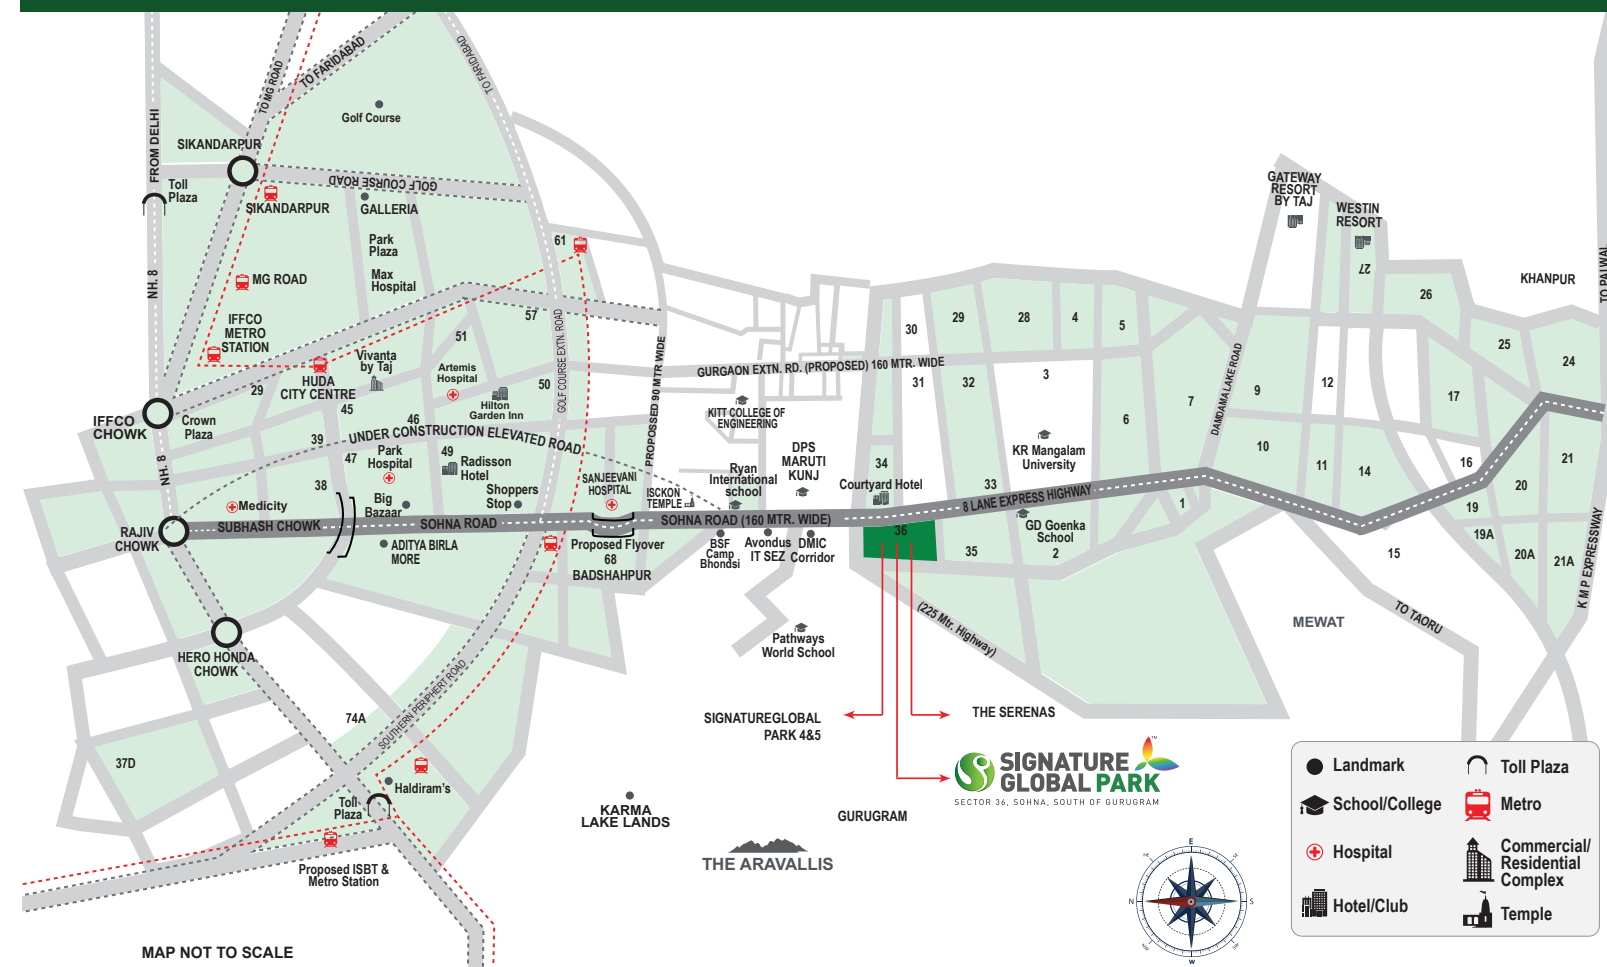 TO MG ROAD
TO FARIDABAD
TO FARIDABAD
Golf Course
FROM DELHI
SIKANDARPUR
Toll
Plaza
GOLF COURSE ROAD
SIKANDARPUR
GALLERIA
Park
Plaza
Max
Hospital
NH. 8
MG ROAD
IFFCO
METRO
STATION
HUDA
CITY CENTRE
Vivanta
by Taj
51
57
61
Artemis
Hospital
Hilton
Garden Inn
50
29
45
46
39
47
49
38
IFFCO
CHOWK
Crown
Plaza
UNDER CONSTRUCTION ELEVATED ROAD
GOLF COURSE EXTN. ROAD
PROPOSSED 90 MTR WIDE
NH. 8
Park
Hospital
Radisson
Hotel
Shoppers
Stop
Big
Bazaar
Medicity
SANJEEVANI
HOSPITAL
ISCKON
TEMPLE
RAJIV
CHOWK
SUBHASH CHOWK
SOHNA ROAD
SOHNA ROAD (160 MTR. WIDE)
8 LANE EXPRESS HIGHWAY
ADITYA BIRLA
MORE
Proposed Flyover
68
BADSHAHPUR
GURGAON EXTN. RD. (PROPOSED) 160 MTR. WIDE
KITT COLLEGE OF
ENGINEERING
DPS
MARUTI
KUNJ
Ryan
International
school
BSF
Camp
Bhondsi
Avondus
IT SEZ
DMIC
Corridor
Pathways
World School
Courtyard Hotel
34
30
31
29
32
28
4
5
3
6
7
33
KR Mangalam
University
GD Goenka
School
2
1
36
35
DAMDAMA LAKE ROAD
GATEWAY
RESORT
BY TAJ
WESTIN
RESORT
27
26
KHANPUR
TO PALWAL
25
24
9
12
17
10
11
14
16
21
20
19
19A
20A
21A
15
KMP EXPRESSWAY
TO TAORU
MEWAT
(225 Mtr. Highway)
HERO HONDA
CHOWK
74A
37D
SOUTHERN PERIPHERT ROAD
Haldiram's
Toll
Plaza
Proposed ISBT &
Metro Station
KARMA
LAKE LANDS
THE ARAVALLIS
GURUGRAM
SIGNATUREGLOBAL
PARK 4&5
THE SERENAS
SIGNATURE
GLOBAL PARK
TM
SECTOR 36, SOHNA, SOUTH OF GURUGRAM
E
N
S
W
NE
SE
NW
SW
Landmark
School/College
Hospital
Hotel/Club
Toll Plaza
Metro
Commercial/
Residential
Complex
Temple
MAP NOT TO SCALE